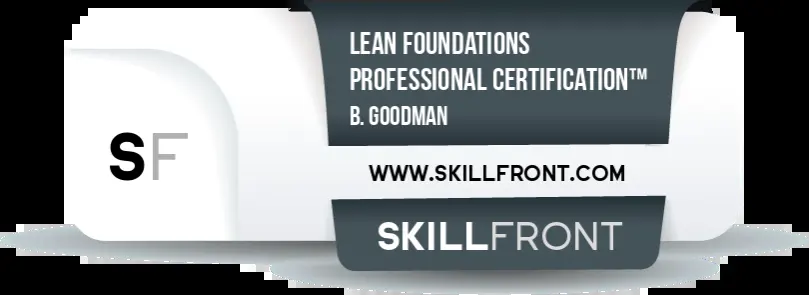 LEAN FOUNDATIONS
PROFESSIONAL CERTIFICATION™
B. GOODMAN
SF
WWW.SKILLFRONT.COM
SKILLFRONT